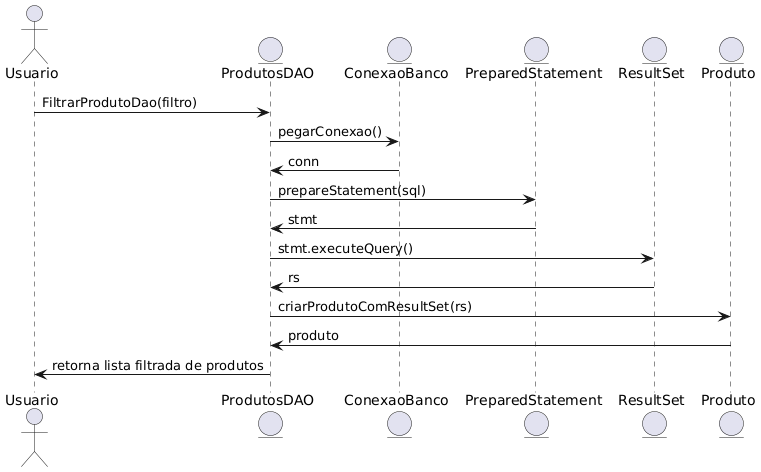 Usuario
ProdutosDAO
ConexaoBanco
PreparedStatement
ResultSet
Produto
FiltrarProdutoDao(filtro)
pegarConexao()
conn
prepareStatement(sql)
stmt
stmt.executeQuery()
rs
criarProdutoComResultSet(rs)
produto
retorna lista filtrada de produtos
Usuario
ProdutosDAO
ConexaoBanco
PreparedStatement
ResultSet
Produto